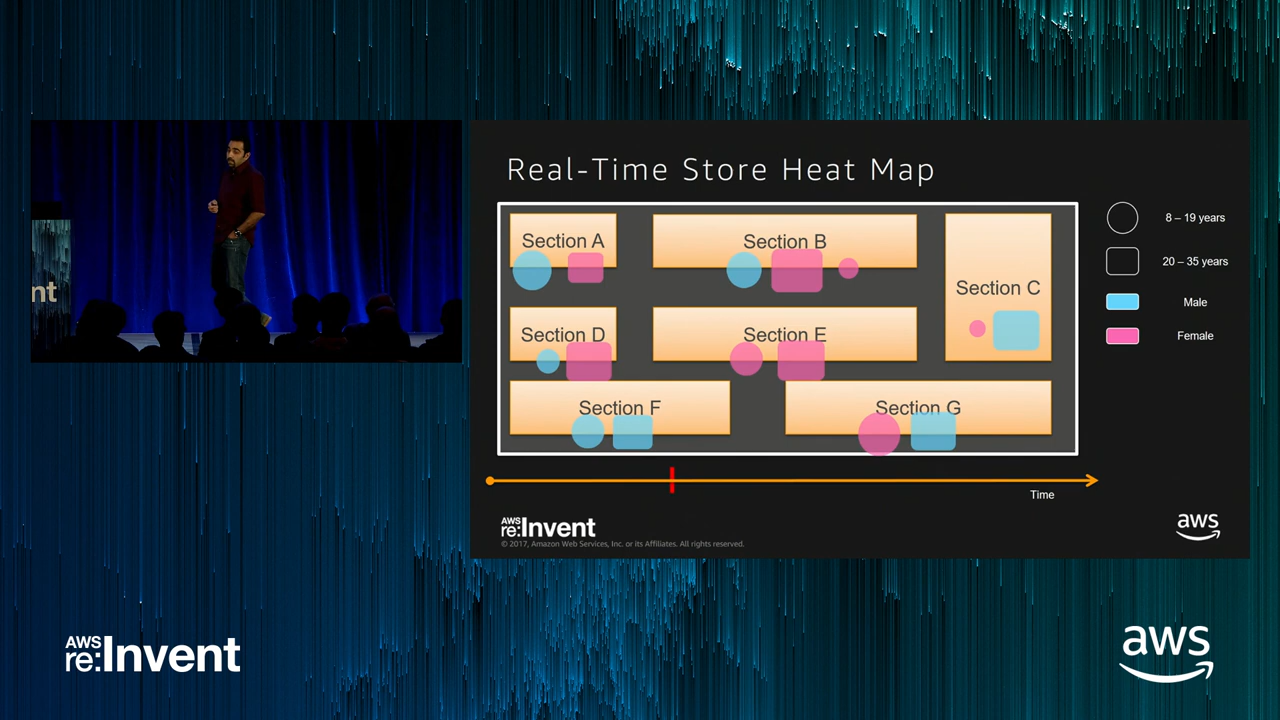 Real-Time Store Heat Map
Section A
Section B
Section C
Section D
Section E
Section F
Section G
8 – 19 years
20 – 35 years
Male
Female
Time
AWS
re:Invent
© 2017, Amazon Web Services, Inc. or its Affiliates. All rights reserved.
aws
nt
AWS
re:Invent
aws